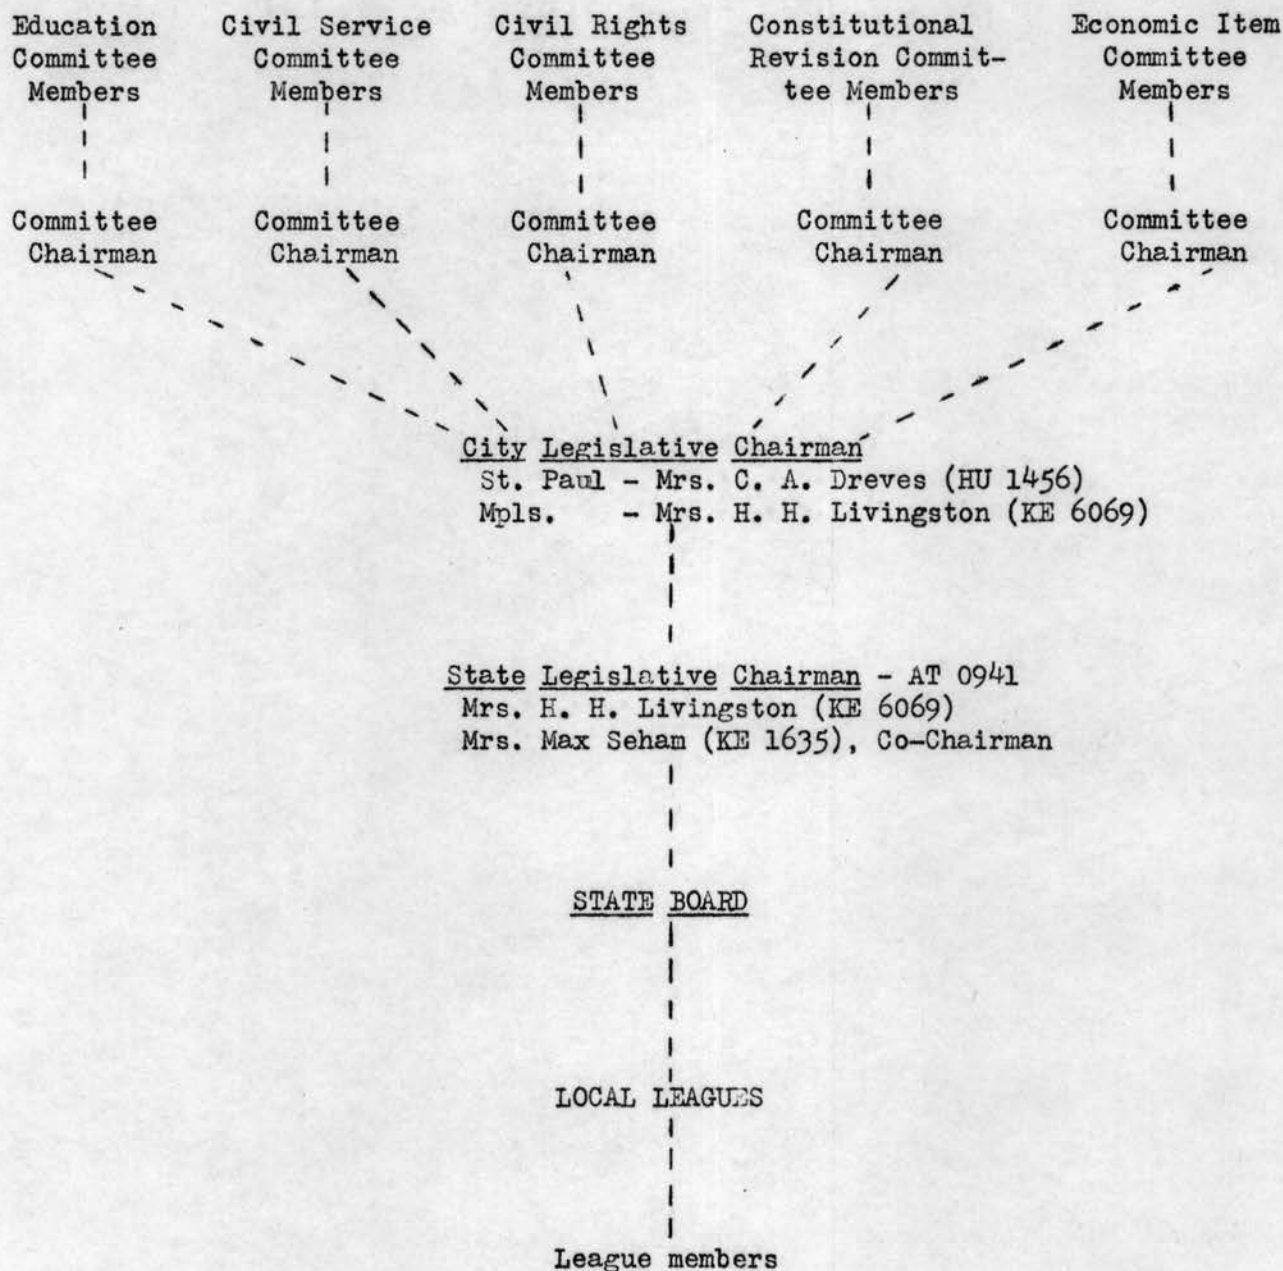 Education Civil Service Civil Rights Constitutional Economic Item
Committee Committee Committee Revision Commit- Committee
Members Members Members tee Members Members
Committee Committee Committee Committee Committee
Chairman Chairman Chairman Chairman Chairman
City Legislative Chairman
St. Paul - Mrs. C. A. Dreves (HU 1456)
Mpls. - Mrs. H. H. Livingston (KE 6069)
State Legislative Chairman - AT 0941
Mrs. H. H. Livingston (KE 6069)
Mrs. Max Seham (KE 1635), Co-Chairman
STATE BOARD
LOCAL LEAGUES
League members